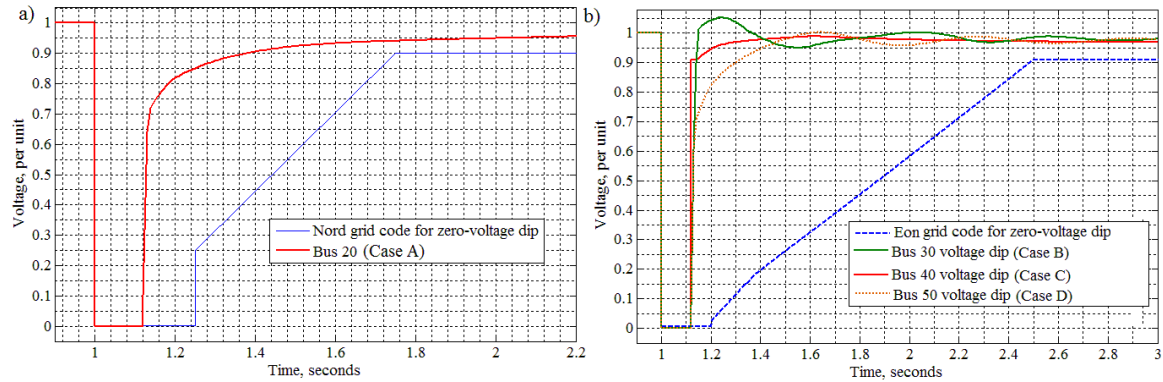 a)
Voltage, per unit
1
0.9
0.8
0.7
0.6
0.5
0.4
0.3
0.2
0.1
0
Nord grid code for zero-voltage dip
Bus 20 (Case A)
1 1.2 1.4 1.6 1.8 2 2.2
Time, seconds
b)
Voltage, per unit
1
0.9
0.8
0.7
0.6
0.5
0.4
0.3
0.2
0.1
0
Eon grid code for zero-voltage dip
Bus 30 voltage dip (Case B)
Bus 40 voltage dip (Case C)
Bus 50 voltage dip (Case D)
1 1.2 1.4 1.6 1.8 2 2.2 2.4 2.6 2.8 3
Time, seconds